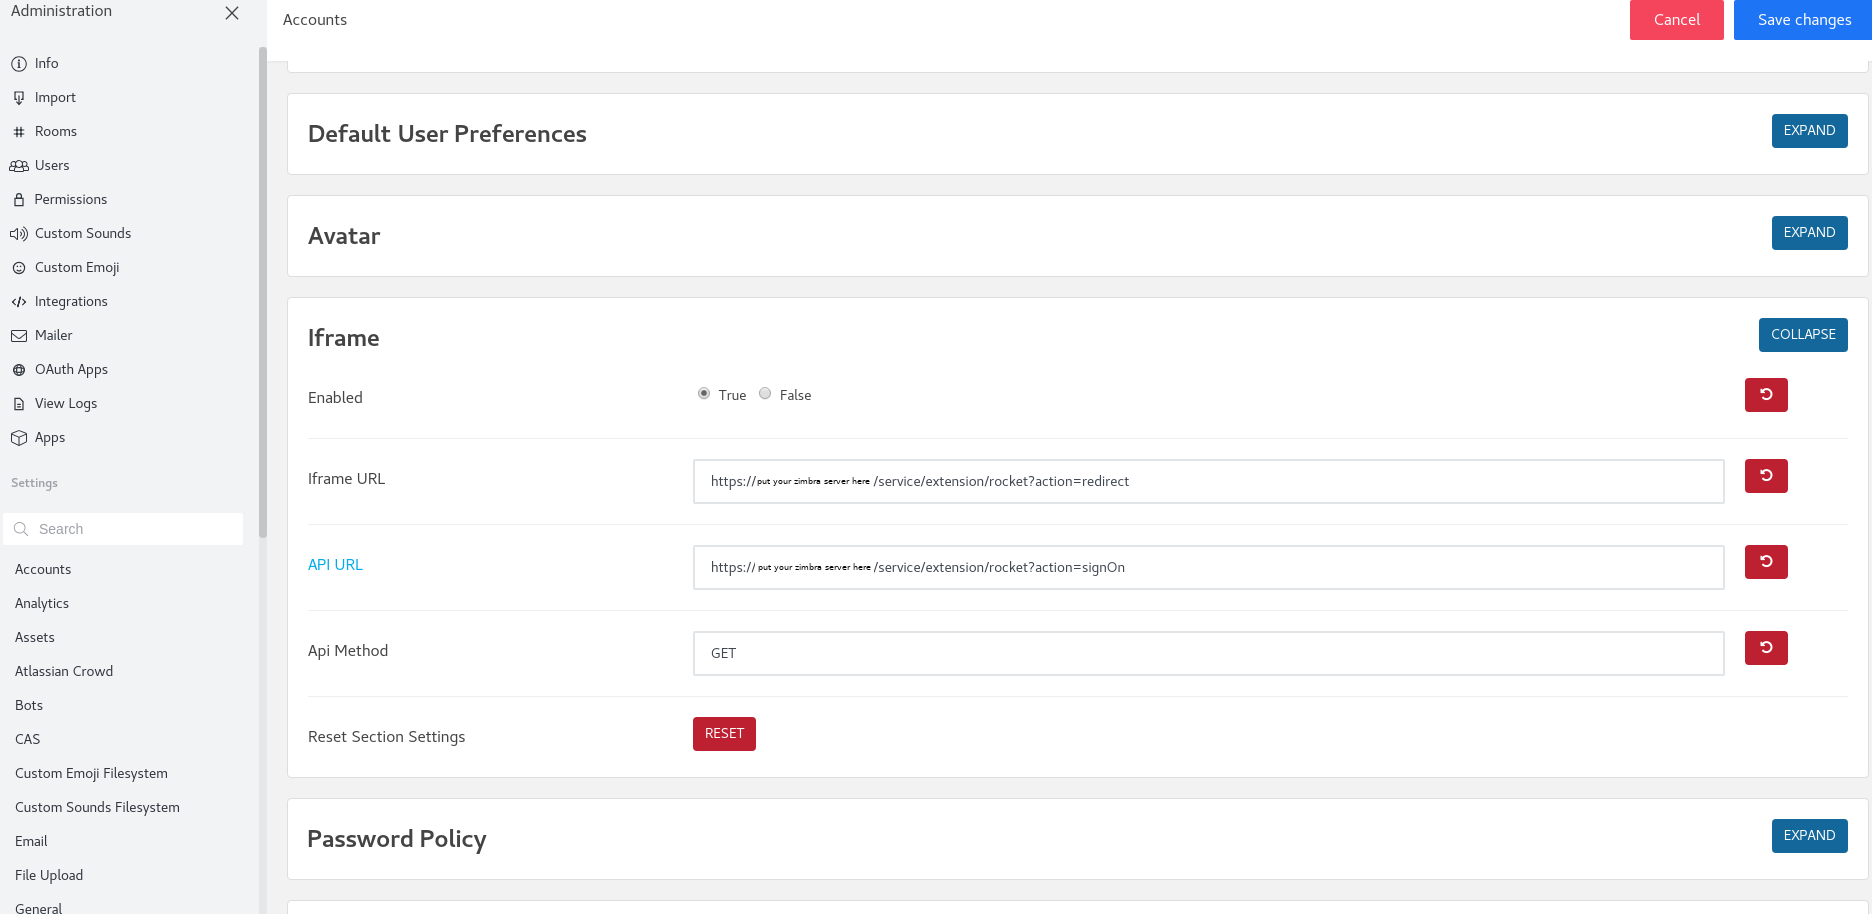 Administration
Info
Import
Rooms
Users
Permissions
Custom Sounds
Custom Emoji
Integrations
Mailer
OAuth Apps
View Logs
Apps
Settings
Search
Accounts
Analytics
Assets
Atlassian Crowd
Bots
CAS
Custom Emoji Filesystem
Custom Sounds Filesystem
Email
File Upload
General
Accounts
Cancel
Save changes
Default User Preferences
EXPAND
Avatar
EXPAND
Iframe
COLLAPSE
Enabled
True False
Iframe URL
https://put your zimbra server here /service/extension/rocket?action=redirect
API URL
https://put your zimbra server here /service/extension/rocket?action=signOn
Api Method
GET
Reset Section Settings
RESET
Password Policy
EXPAND